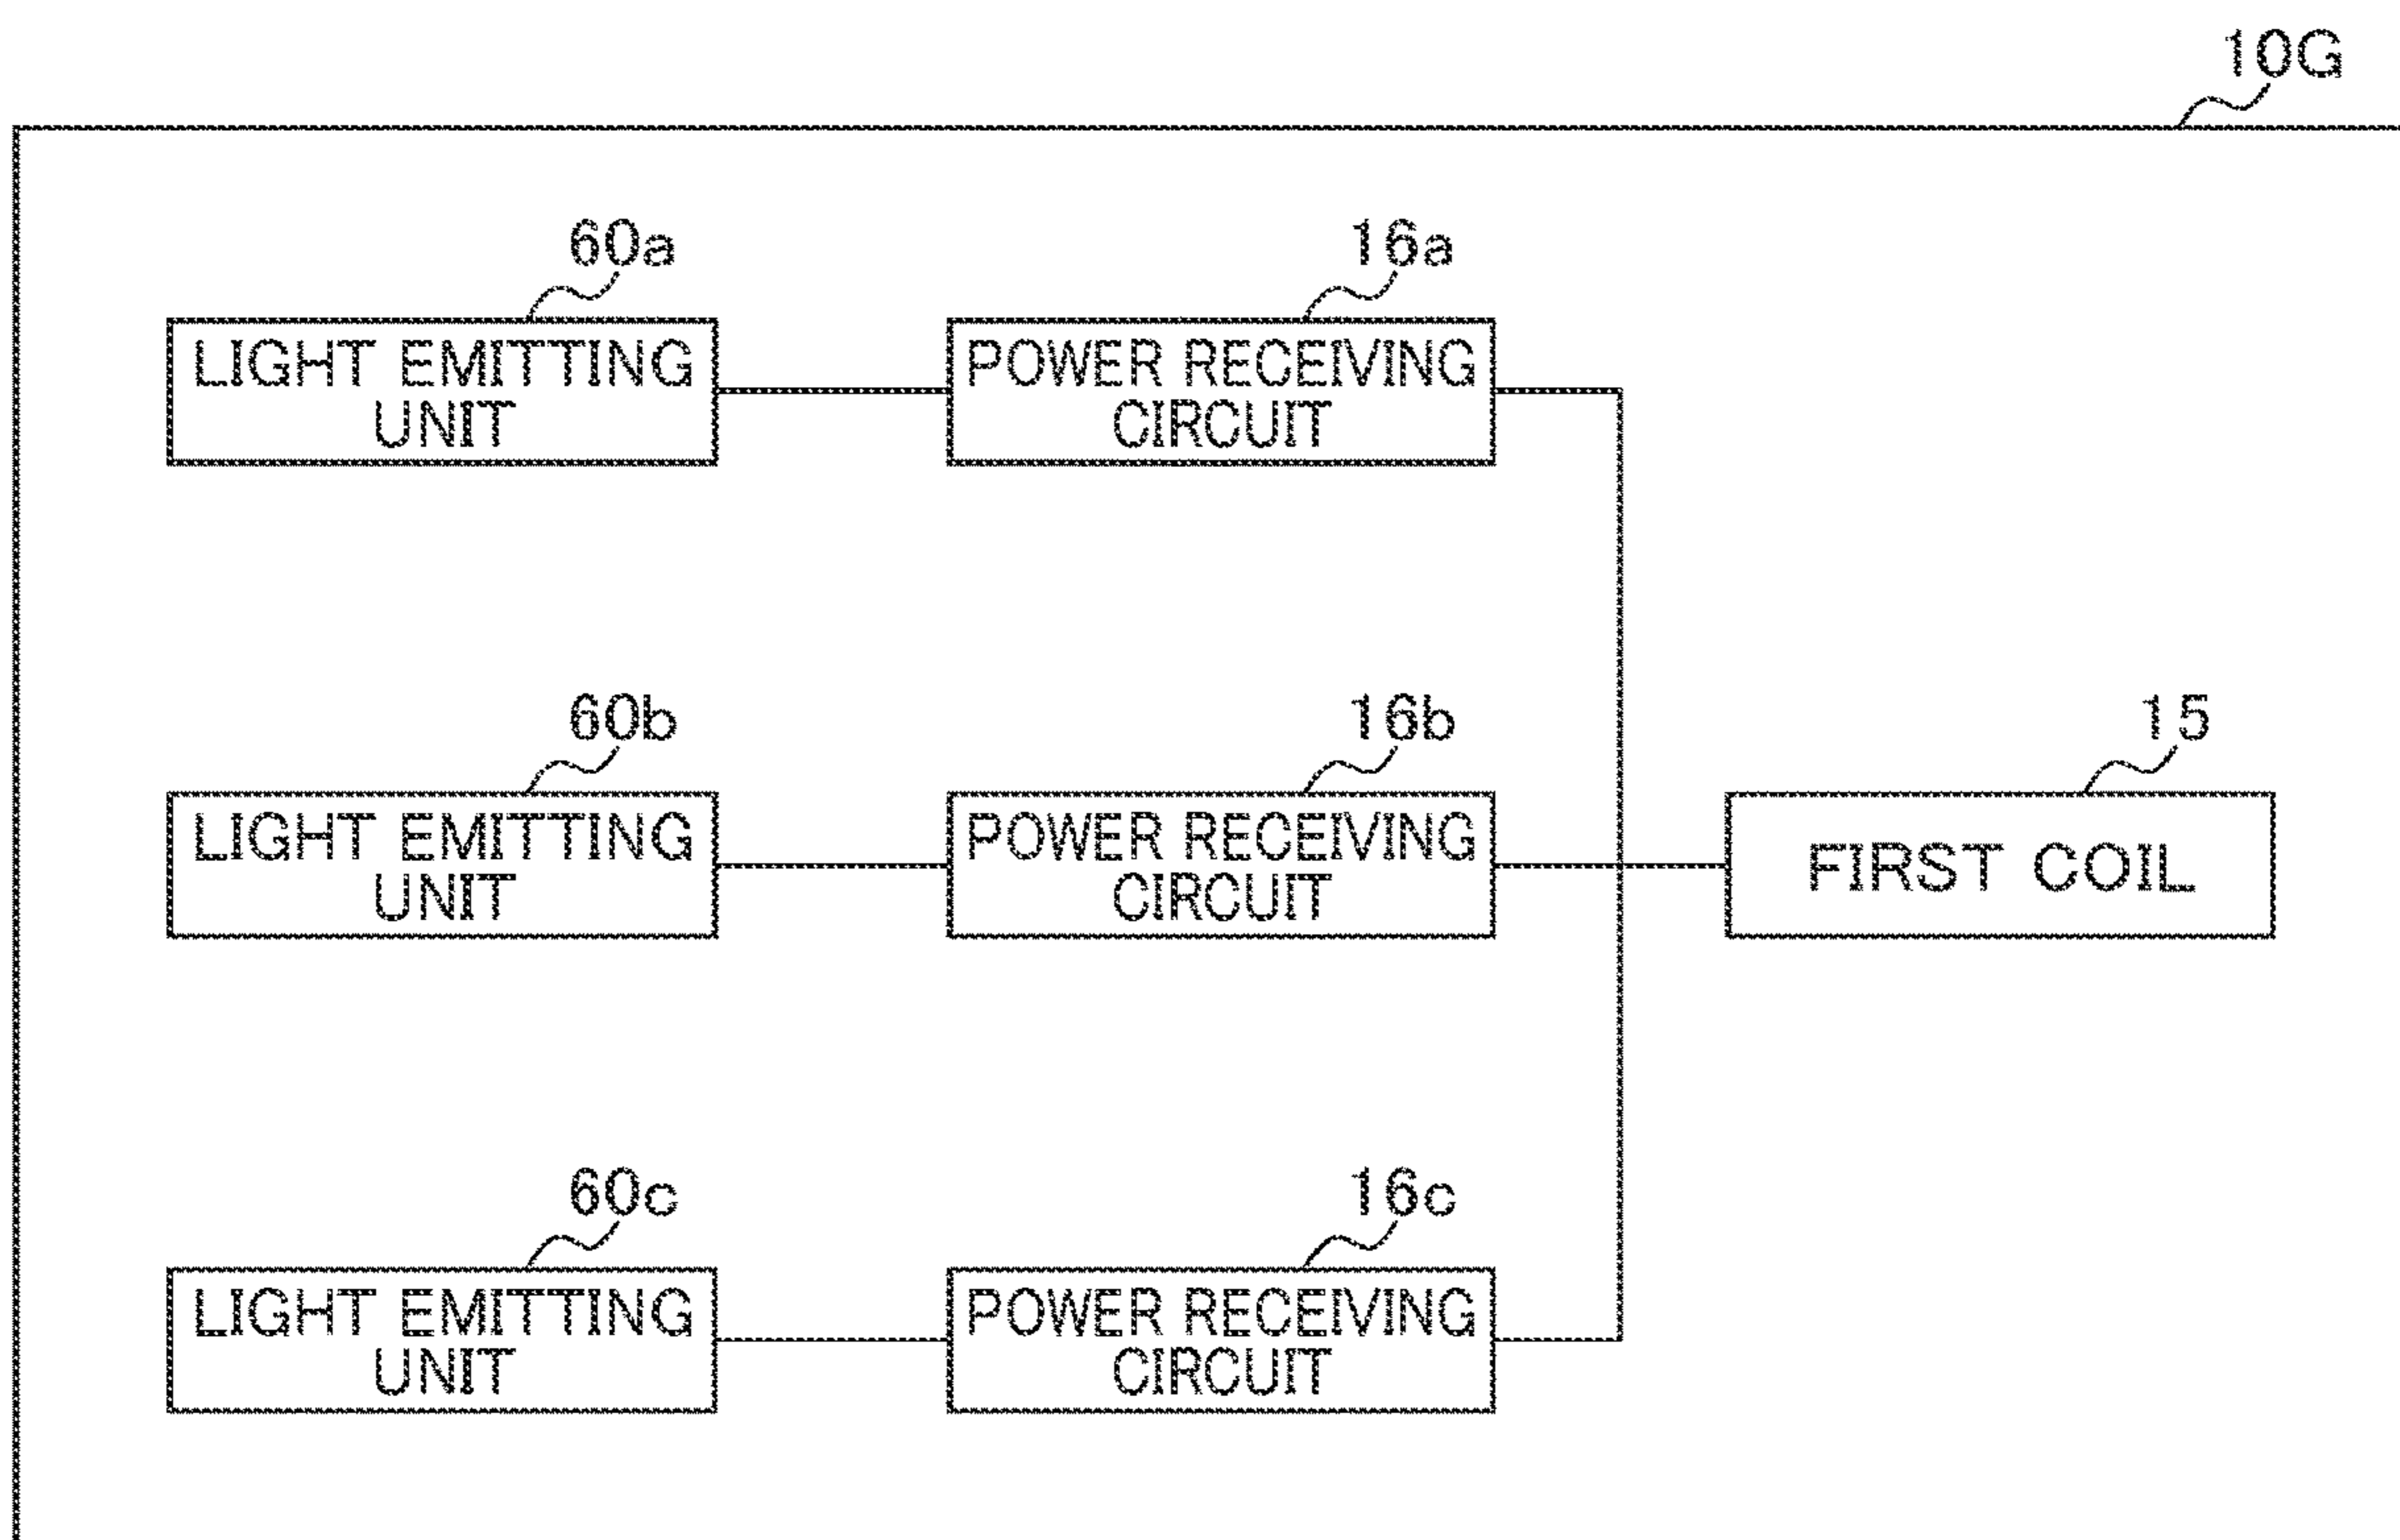 10G
60a
16a
LIGHT EMITTING
UNIT
POWER RECEIVING
CIRCUIT
60b
16b
15
LIGHT EMITTING
UNIT
POWER RECEIVING
CIRCUIT
FIRST COIL
60c
16c
LIGHT EMITTING
UNIT
POWER RECEIVING
CIRCUIT